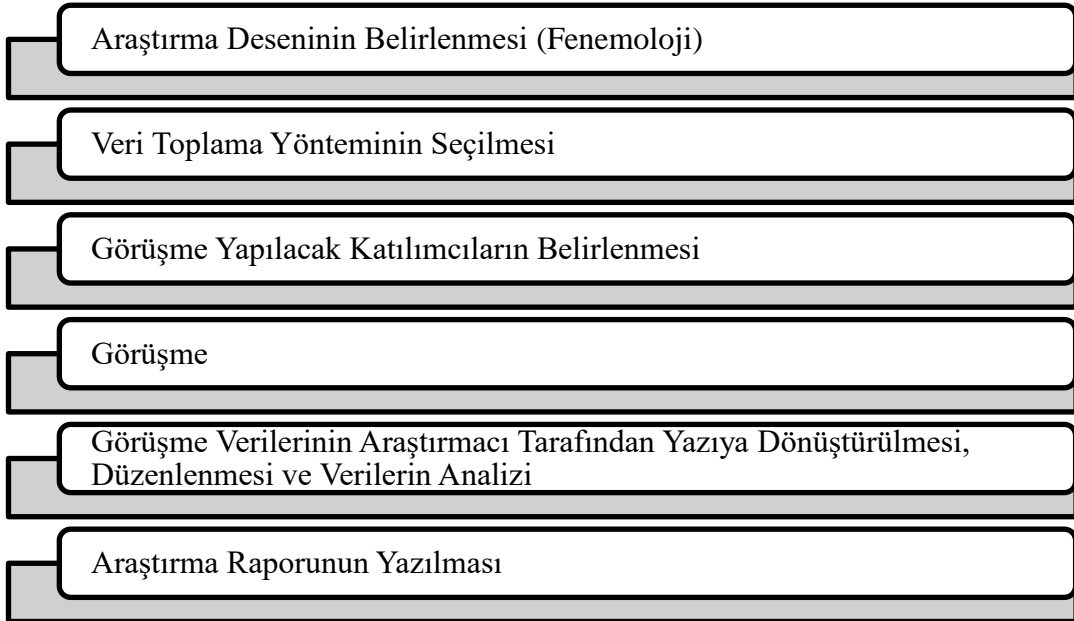 Araştırma Deseninin Belirlenmesi (Fenemoloji)
Veri Toplama Yönteminin Seçilmesi
Görüşme Yapılacak Katılımcıların Belirlenmesi
Görüşme
Görüşme Verilerinin Araştırmacı Tarafından Yazıya Dönüştürülmesi,
Düzenlenmesi ve Verilerin Analizi
Araştırma Raporunun Yazılması